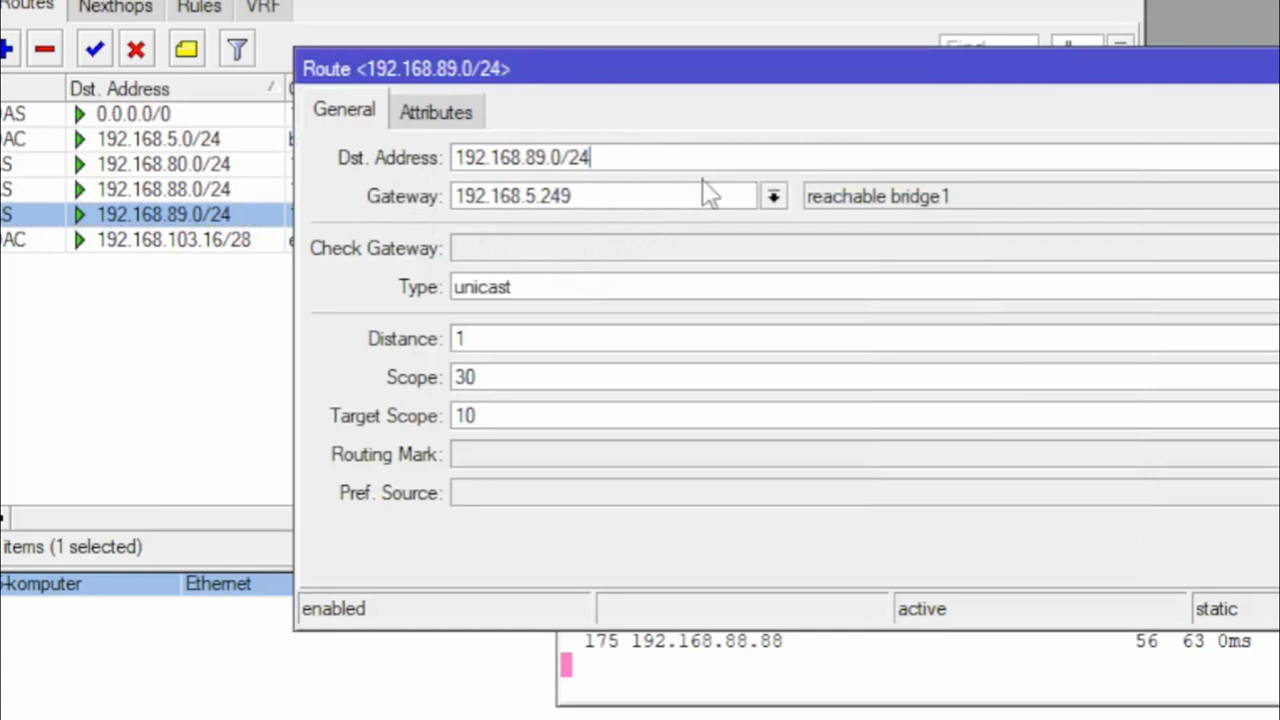 Routes Nexthops Rules VRF
Find
Dst. Address
DAS 0.0.0.0/0
DAC 192.168.5.0/24
S 192.168.80.0/24
S 192.168.88.0/24
AS 192.168.89.0/24
DAC 192.168.103.16/28
items (1 selected)
-komputer Ethernet
Route <192.168.89.0/24>
General Attributes
Dst. Address: 192.168.89.0/24
Gateway: 192.168.5.249 reachable bridge1
Check Gateway:
Type: unicast
Distance: 1
Scope: 30
Target Scope: 10
Routing Mark:
Pref. Source:
enabled active static
175 192.168.88.88 56 63 0ms